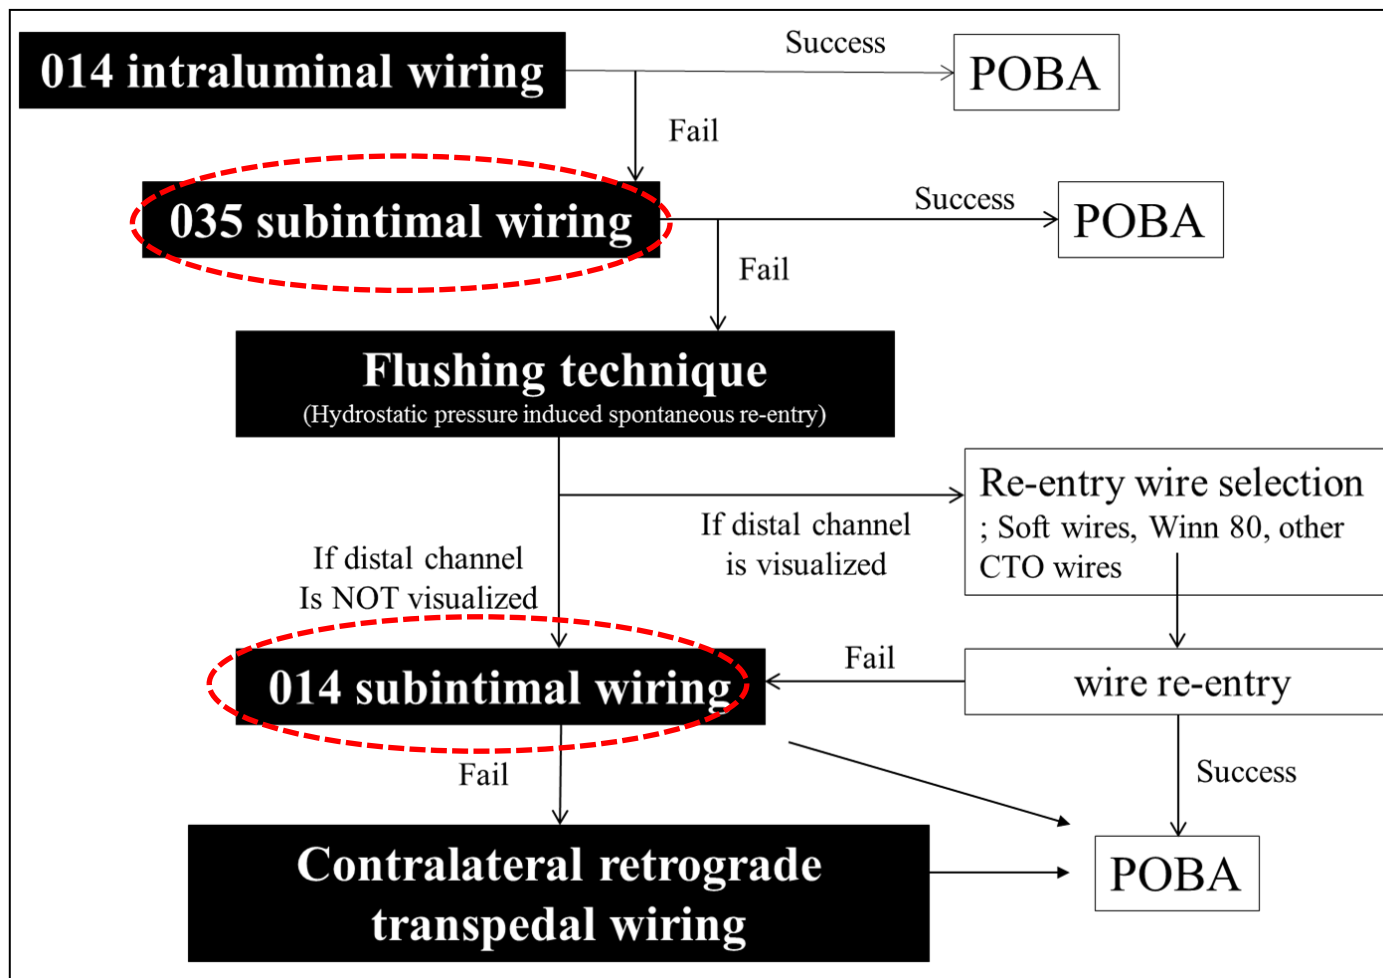 014 intraluminal wiring
Success
POBA
Fail
035 subintimal wiring
Success
POBA
Fail
Flushing technique
(Hydrostatic pressure induced spontaneous re-entry)
Re-entry wire selection
; Soft wires, Winn 80, other
CTO wires
If distal channel
is visualized
If distal channel
Is NOT visualized
014 subintimal wiring
Fail
wire re-entry
Fail
Success
Contralateral retrograde
transpedal wiring
POBA